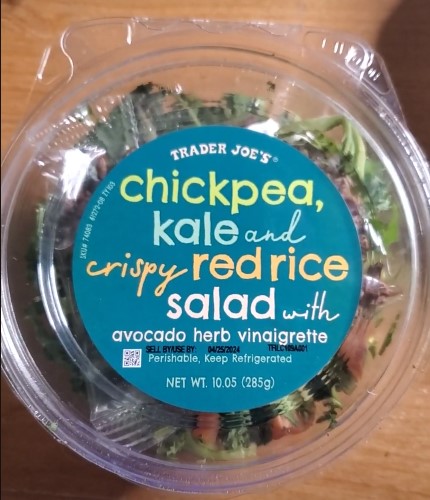 TRADER JOE'S®
chickpea,
kale and
crispy red rice
salad with
avocado herb vinaigrette
SELL BY/USE BY 04/25/2024
Perishable, Keep Refrigerated
NET WT. 10.05 (285g)